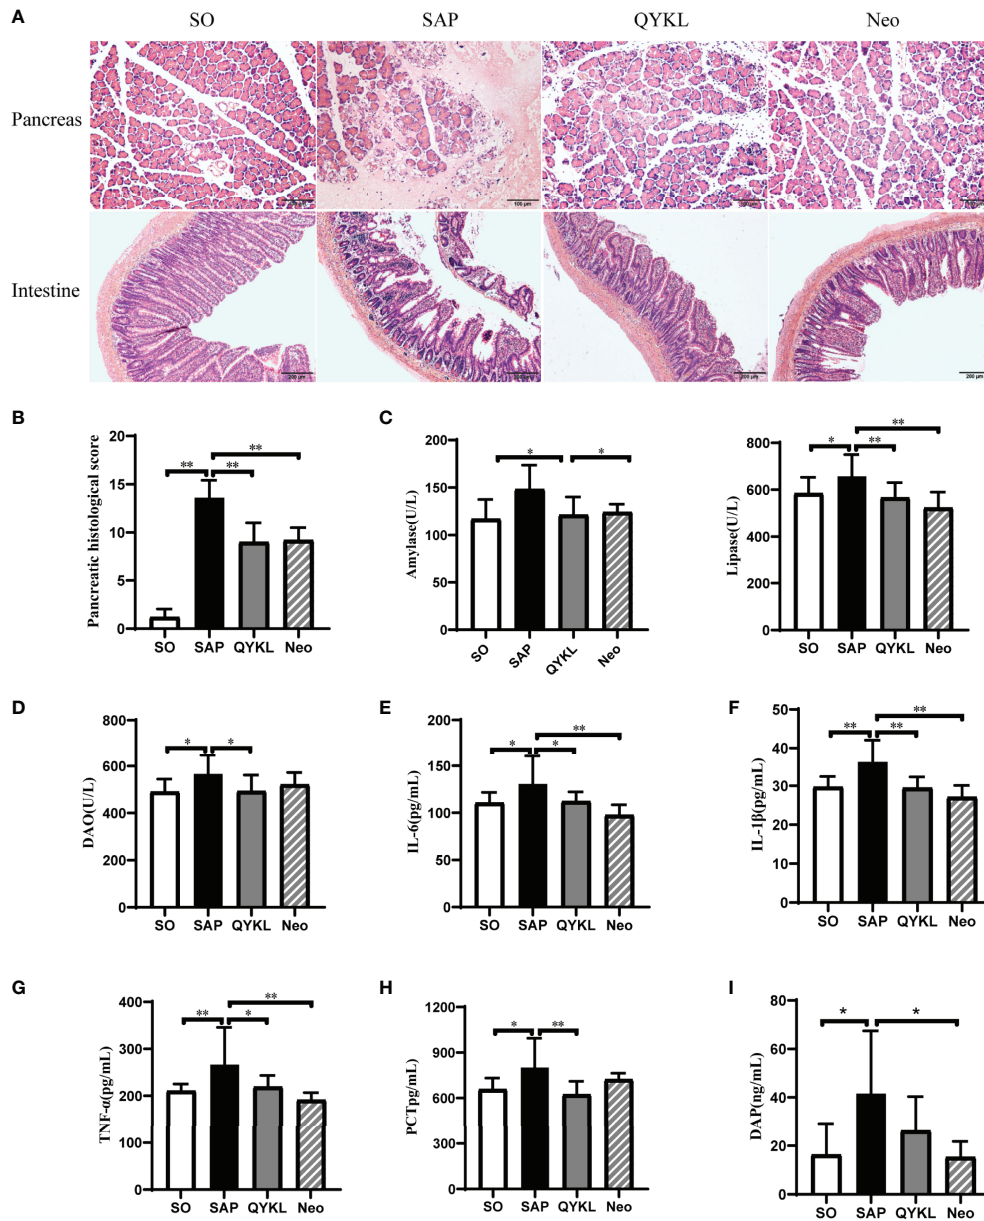 A
SO SAP QYKL Neo
Pancreas
100 μm
Intestine
200 μm 200 μm 200 μm
B
Pancreatic histological score
20
15
10
5
0
** ** **
SO SAP QYKL Neo
C
Amylase(U/L)
200
150
100
50
0
* *
SO SAP QYKL Neo
Lipase(U/L)
800
600
400
200
0
* ** **
SO SAP QYKL Neo
D
DAO(U/L)
800
600
400
200
0
* *
SO SAP QYKL Neo
E
IL-6(pg/mL)
200
150
100
50
0
* * **
SO SAP QYKL Neo
F
IL-1β(pg/mL)
50
40
30
20
10
0
** ** **
SO SAP QYKL Neo
G
TNF-α(pg/mL)
400
300
200
100
0
** * **
SO SAP QYKL Neo
H
PCTpg/mL)
1200
900
600
300
0
* **
SO SAP QYKL Neo
I
DAP(ng/mL)
80
60
40
20
0
* *
SO SAP QYKL Neo